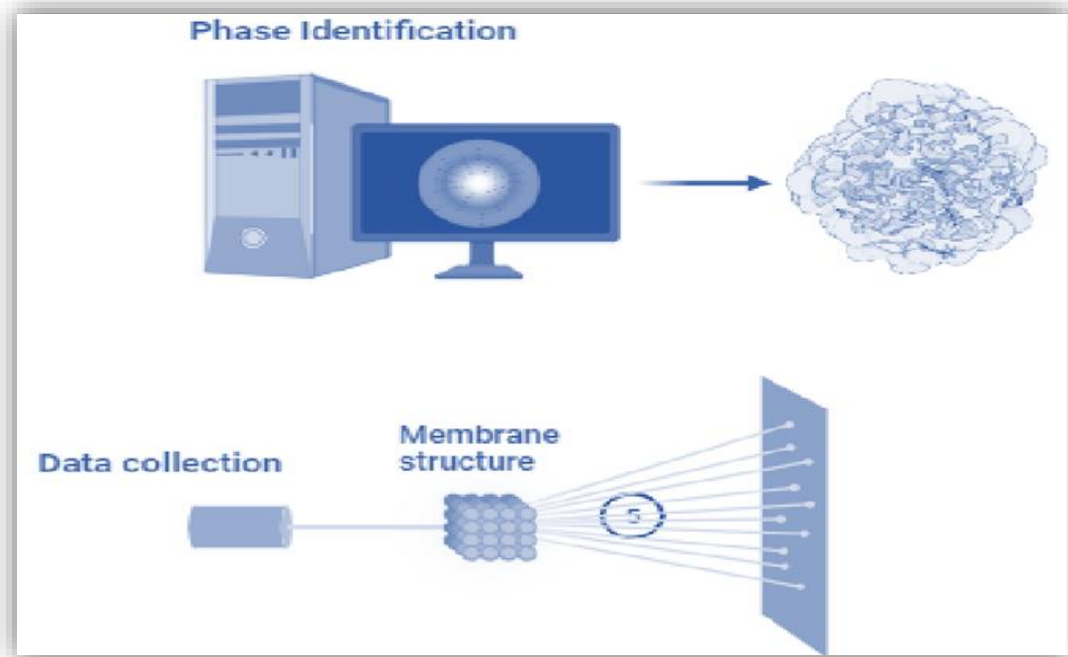 Phase Identification
Membrane
structure
Data collection
5